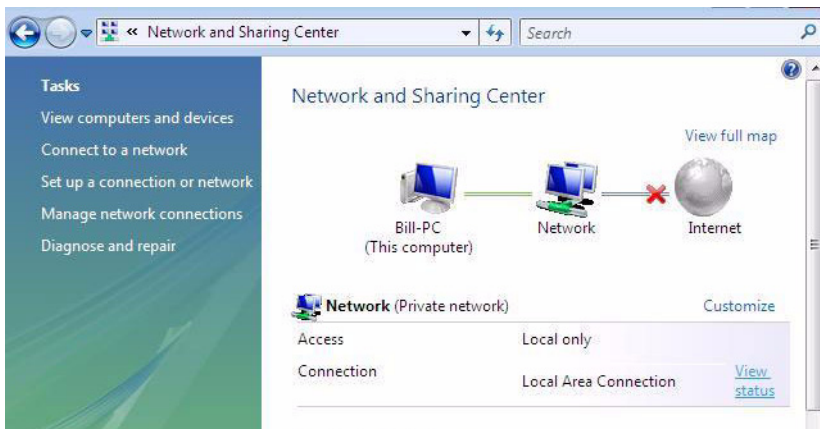 « Network and Sharing Center
Search
Tasks
View computers and devices
Connect to a network
Set up a connection or network
Manage network connections
Diagnose and repair
Network and Sharing Center
View full map
Bill-PC
(This computer)
Network
Internet
Network (Private network)
Customize
Access
Local only
Connection
Local Area Connection
View
status